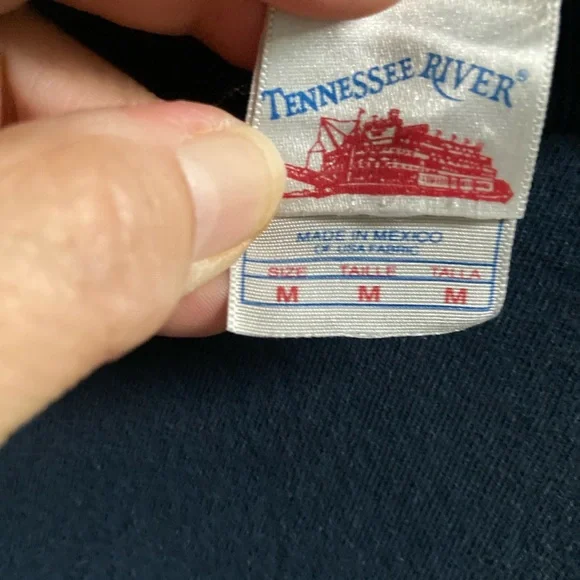 TENNESSEE RIVER®
MADE IN MEXICO
OF USA FABRIC
SIZE TAILLE TALLA
M M M